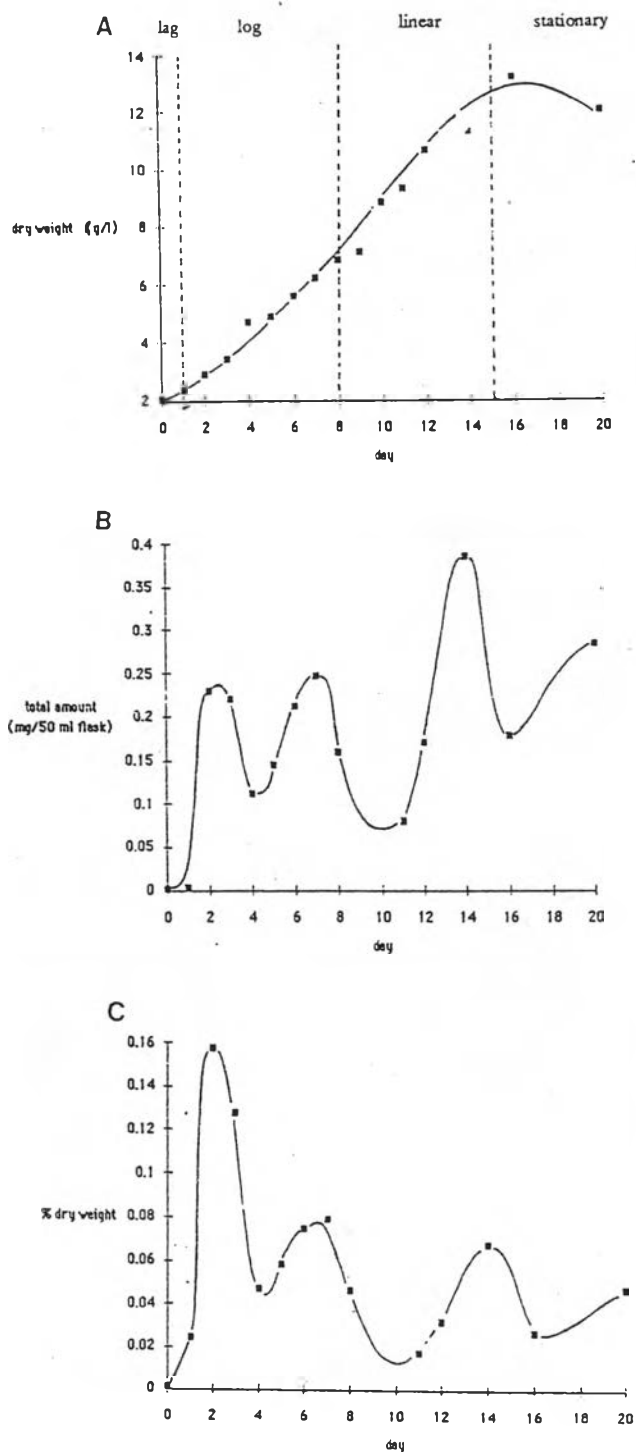 A
lag log linear stationary
14
12
10
dry weight (g/l) 8
6
4
2
0 2 4 6 8 10 12 14 16 18 20
day
B
0.4
0.35
0.3
0.25
total amount 0.2
(mg/50 ml flask)
0.15
0.1
0.05
0
0 2 4 6 8 10 12 14 16 18 20
day
C
0.16
0.14
0.12
0.1
% dry weight 0.08
0.06
0.04
0.02
0
0 2 4 6 8 10 12 14 16 18 20
day